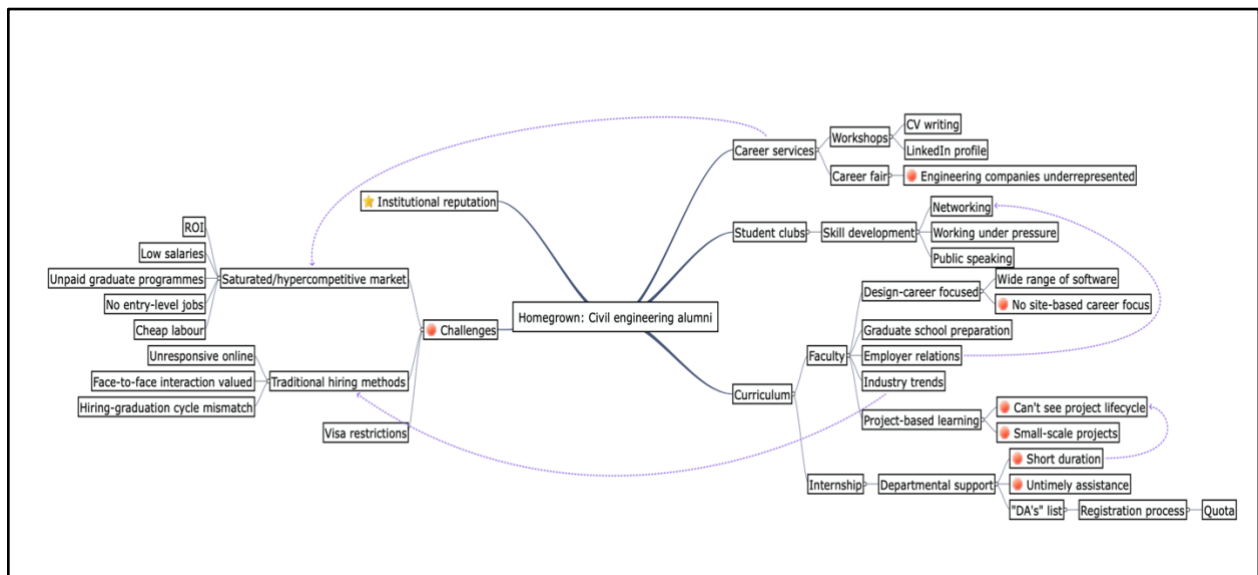 Institutional reputation
ROI
Low salaries
Unpaid graduate programmes
No entry-level jobs
Cheap labour
Saturated/hypercompetitive market
Unresponsive online
Face-to-face interaction valued
Hiring-graduation cycle mismatch
Traditional hiring methods
Visa restrictions
Challenges
Homegrown: Civil engineering alumni
Career services
Workshops
CV writing
LinkedIn profile
Career fair
Engineering companies underrepresented
Student clubs
Skill development
Networking
Working under pressure
Public speaking
Curriculum
Faculty
Design-career focused
Wide range of software
No site-based career focus
Graduate school preparation
Employer relations
Industry trends
Project-based learning
Can't see project lifecycle
Small-scale projects
Internship
Departmental support
Short duration
Untimely assistance
"DA's" list
Registration process
Quota